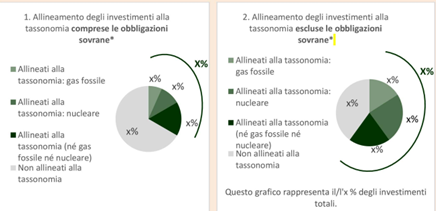 1. Allineamento degli investimenti alla
tassonomia comprese le obbligazioni
sovrane*
X%
Allineati alla
tassonomia: gas fossile
Allineati alla
tassonomia: nucleare
Allineati alla
tassonomia (né gas
fossile né nucleare)
Non allineati alla
tassonomia
x%
x%
x%
x%
2. Allineamento degli investimenti alla
tassonomia escluse le obbligazioni
sovrane*
Allineati alla tassonomia:
gas fossile
Allineati alla tassonomia:
nucleare
Allineati alla tassonomia
(né gas fossile né
nucleare)
Non allineati alla
tassonomia
x%
X%
x%
x%
x%
Questo grafico rappresenta il/l'x % degli investimenti
totali.